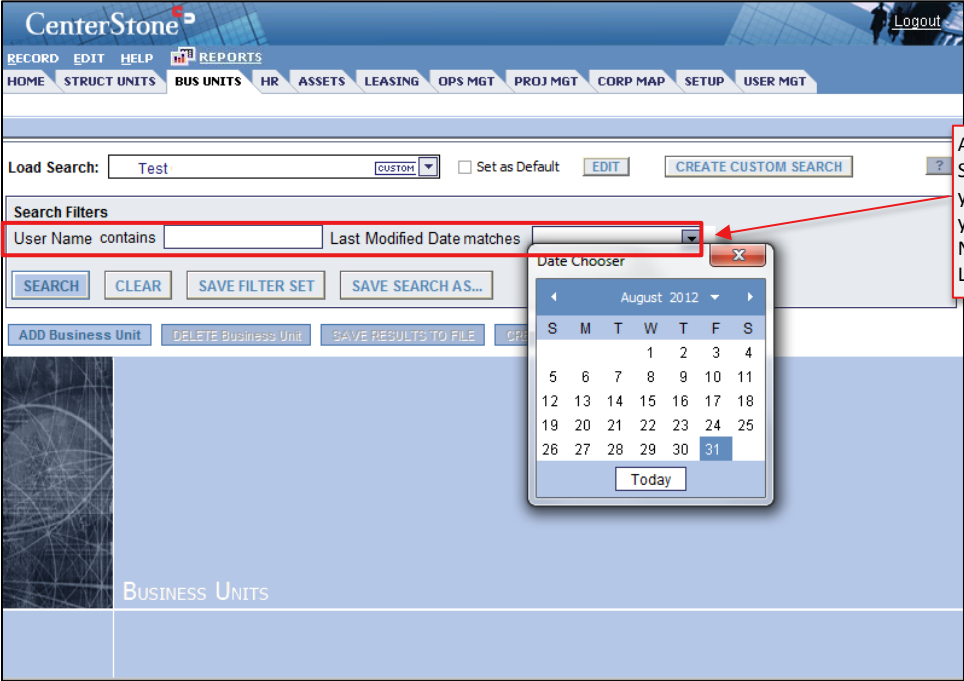 CenterStone
Logout
RECORD EDIT HELP REPORTS
HOME STRUCT UNITS BUS UNITS HR ASSETS LEASING OPS MGT PROJ MGT CORP MAP SETUP USER MGT
Load Search: Test CUSTOM Set as Default EDIT CREATE CUSTOM SEARCH ?
Search Filters
User Name contains Last Modified Date matches
SEARCH CLEAR SAVE FILTER SET SAVE SEARCH AS...
ADD Business Unit DELETE Business Unit SAVE RESULTS TO FILE
Date Chooser
August 2012
S M T W T F S
1 2 3 4
5 6 7 8 9 10 11
12 13 14 15 16 17 18
19 20 21 22 23 24 25
26 27 28 29 30 31
Today
BUSINESS UNITS